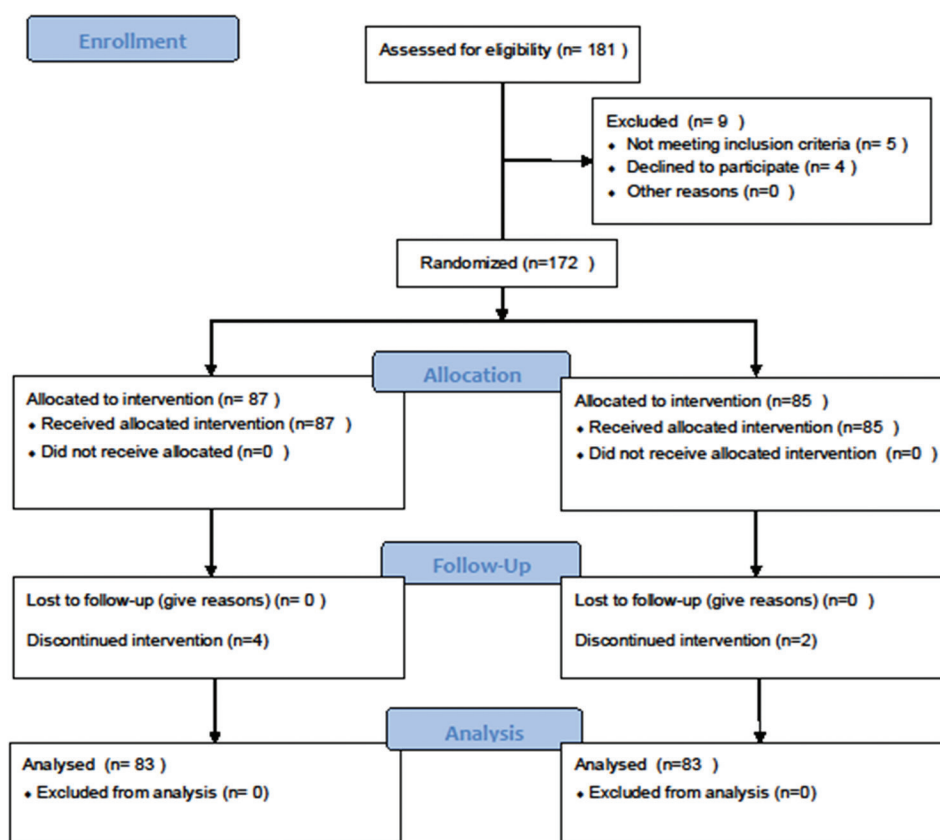 Enrollment
Assessed for eligibility (n= 181 )
Excluded (n= 9 )
⬥ Not meeting inclusion criteria (n= 5 )
⬥ Declined to participate (n= 4 )
⬥ Other reasons (n=0 )
Randomized (n=172 )
Allocation
Allocated to intervention (n= 87 )
⬥ Received allocated intervention (n=87 )
⬥ Did not receive allocated (n=0 )
Allocated to intervention (n=85 )
⬥ Received allocated intervention (n=85 )
⬥ Did not receive allocated intervention (n=0 )
Follow-Up
Lost to follow-up (give reasons) (n= 0 )
Discontinued intervention (n=4)
Lost to follow-up (give reasons) (n=0 )
Discontinued intervention (n=2)
Analysis
Analysed (n= 83 )
⬥ Excluded from analysis (n= 0)
Analysed (n=83 )
⬥ Excluded from analysis (n=0)